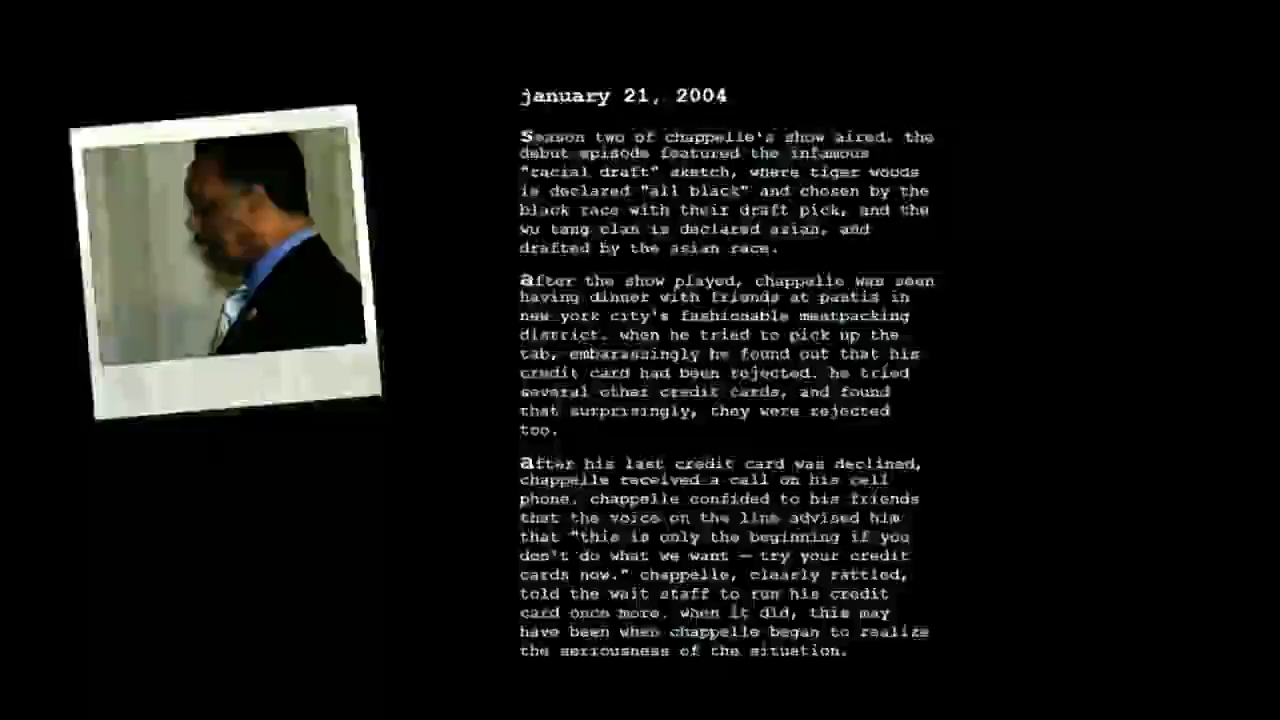 january 21, 2004
Season two of chappelle's show aired. the
debut episode featured the infamous
"racial draft" sketch, where tiger woods
is declared "all black" and chosen by the
black race with their draft pick, and the
wu tang clan is declared asian, and
drafted by the asian race.
after the show played, chappelle was seen
having dinner with friends at pastis in
new york city's fashionable meatpacking
district. when he tried to pick up the
tab, embarassingly he found out that his
credit card had been rejected. he tried
several other credit cards, and found
that surprisingly, they were rejected
too.
after his last credit card was declined,
chappelle received a call on his cell
phone. chappelle confided to his friends
that the voice on the line advised him
that "this is only the beginning if you
don't do what we want — try your credit
cards now." chappelle, clearly rattled,
told the wait staff to run his credit
card once more. when it did, this may
have been when chappelle began to realize
the serriousness of the situation.